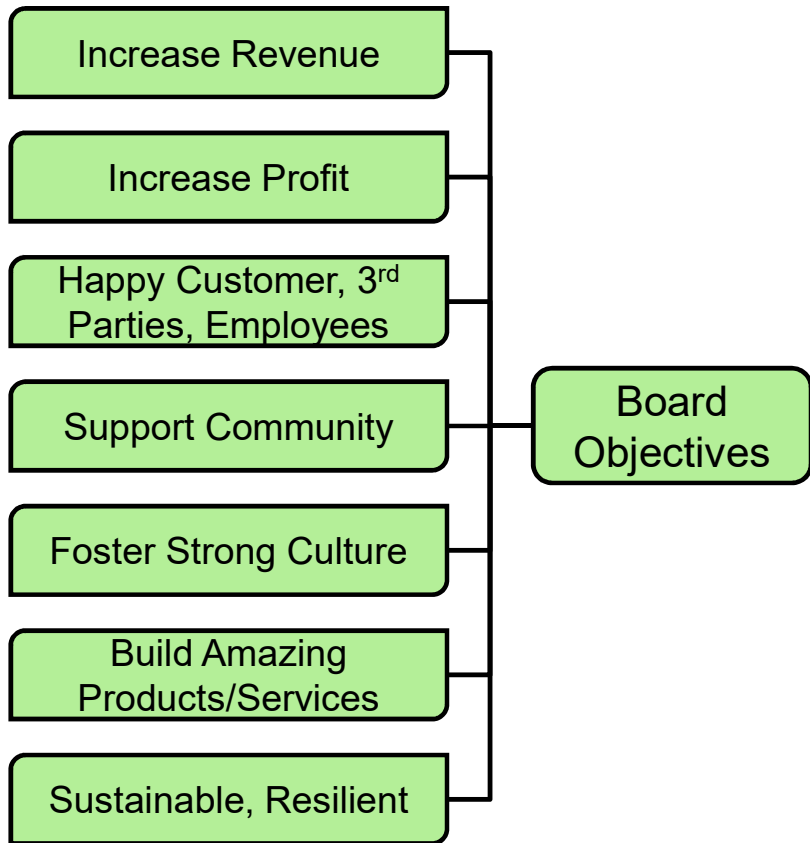 Increase Revenue
Increase Profit
Happy Customer, 3rd
Parties, Employees
Support Community
Board
Objectives
Foster Strong Culture
Build Amazing
Products/Services
Sustainable, Resilient